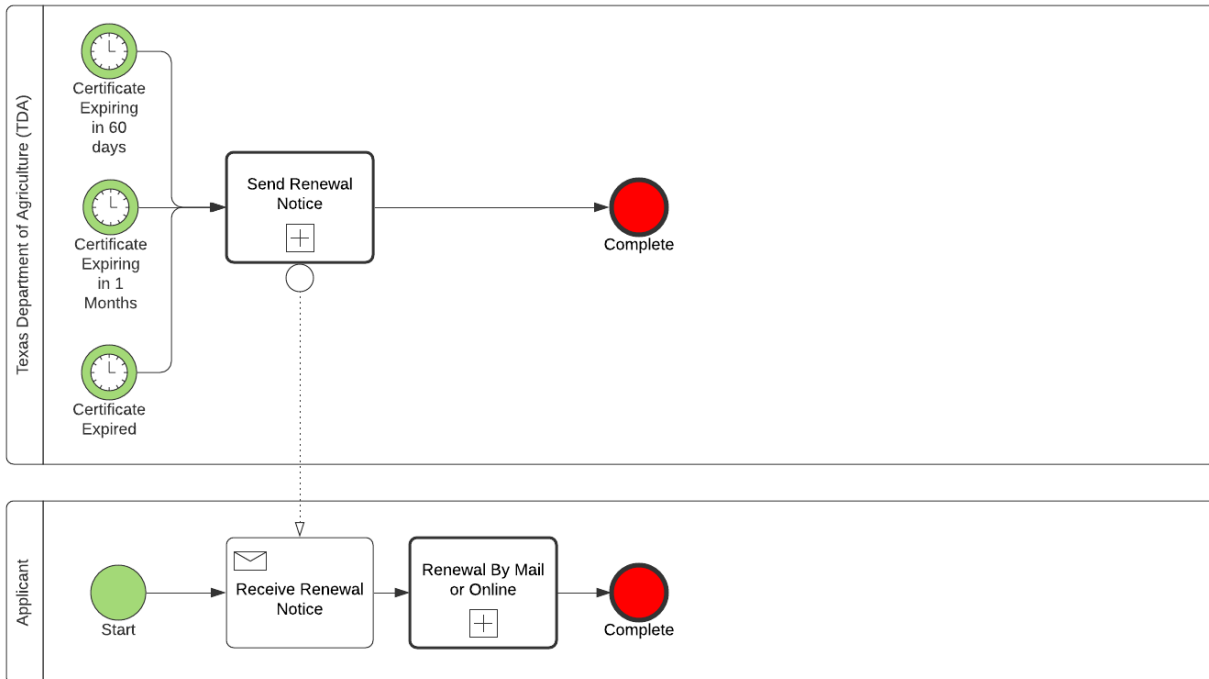 Texas Department of Agriculture (TDA)
Certificate
Expiring
in 60
days
Certificate
Expiring
in 1
Months
Certificate
Expired
Send Renewal
Notice
Complete
Applicant
Start
Receive Renewal
Notice
Renewal By Mail
or Online
Complete